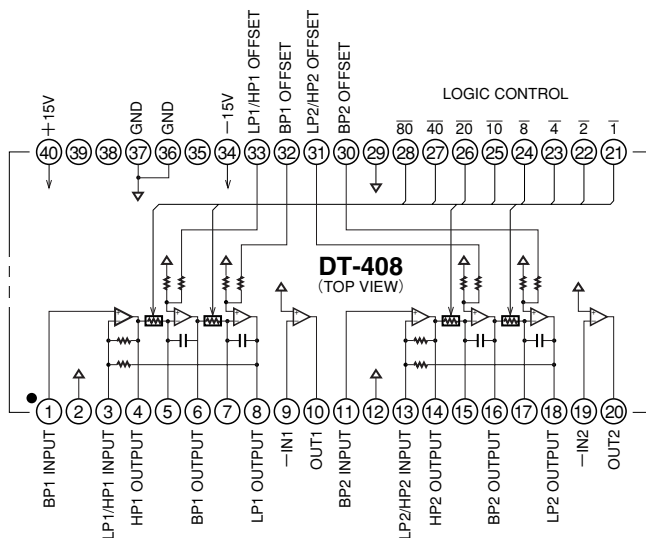 +15V
GND
GND
−15V
LP1/HP1 OFFSET
BP1 OFFSET
LP2/HP2 OFFSET
BP2 OFFSET
LOGIC CONTROL
80 40 20 10 8 4 2 1
40 39 38 37 36 35 34 33 32 31 30 29 28 27 26 25 24 23 22 21
DT-408
(TOP VIEW)
1 2 3 4 5 6 7 8 9 10 11 12 13 14 15 16 17 18 19 20
BP1 INPUT
LP1/HP1 INPUT
HP1 OUTPUT
BP1 OUTPUT
LP1 OUTPUT
−IN1
OUT1
BP2 INPUT
LP2/HP2 INPUT
HP2 OUTPUT
BP2 OUTPUT
LP2 OUTPUT
−IN2
OUT2